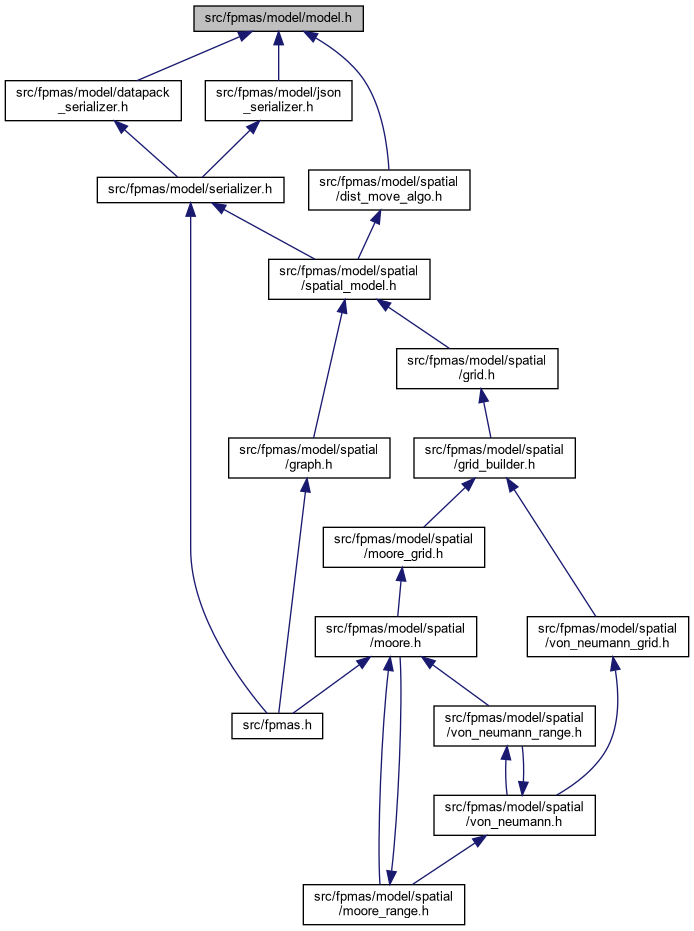 src/fpmas/model/model.h
src/fpmas/model/datapack
_serializer.h
src/fpmas/model/json
_serializer.h
src/fpmas/model/serializer.h
src/fpmas/model/spatial
/dist_move_algo.h
src/fpmas/model/spatial
/spatial_model.h
src/fpmas/model/spatial
/grid.h
src/fpmas/model/spatial
/graph.h
src/fpmas/model/spatial
/grid_builder.h
src/fpmas/model/spatial
/moore_grid.h
src/fpmas/model/spatial
/moore.h
src/fpmas/model/spatial
/von_neumann_grid.h
src/fpmas.h
src/fpmas/model/spatial
/von_neumann_range.h
src/fpmas/model/spatial
/von_neumann.h
src/fpmas/model/spatial
/moore_range.h